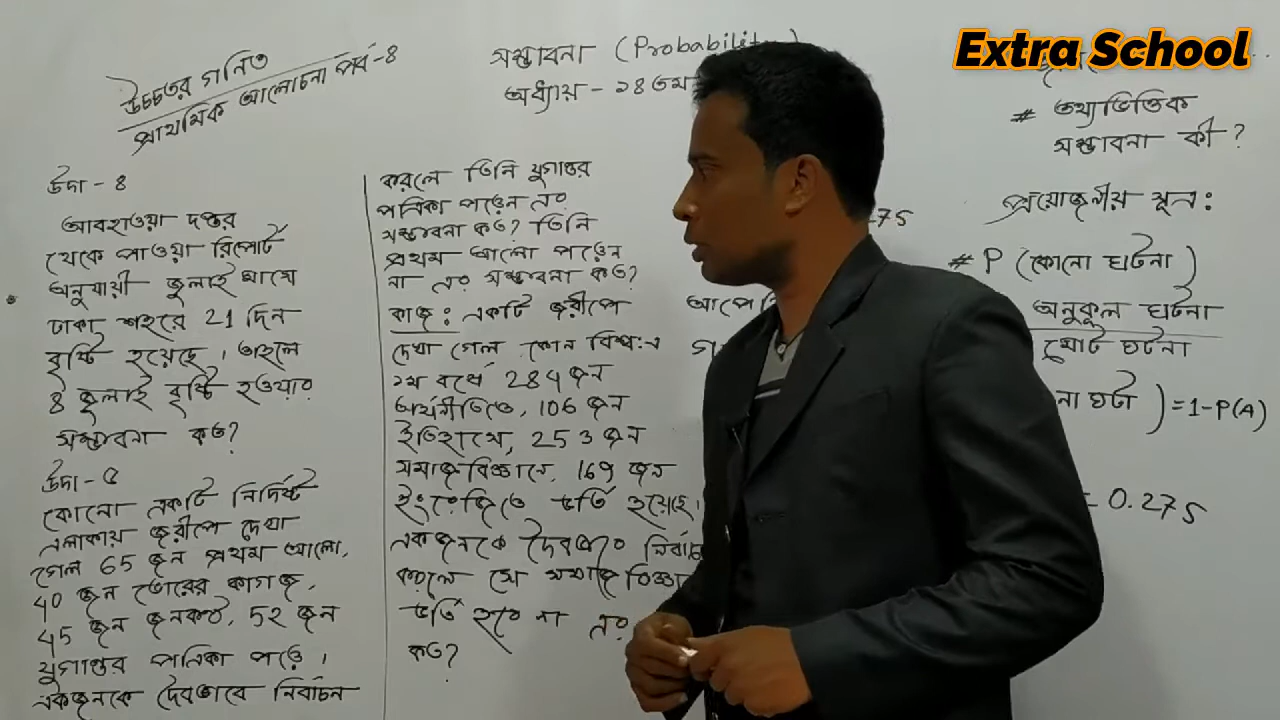 Extra School
উচ্চতর গনিত
প্রাথমিক আলোচনা পর্ব-৪
সম্ভাবনা (Probability)
অধ্যায় - ১৪তম
উদা - ৪
আবহাওয়া দপ্তর
থেকে পাওয়া রিপোর্ট
অনুযায়ী জুলাই মাসে
ঢাকা শহরে 21 দিন
বৃষ্টি হয়েছে। তাহলে
৪ জুলাই বৃষ্টি হওয়ার
সম্ভাবনা কত?
উদা - ৫
কোনো একটি নির্দিষ্ট
এলাকায় জরীপে দেখা
গেল 65 জন প্রথম আলো,
40 জন ভোরের কাগজ,
45 জন জনকন্ঠ, 52 জন
যুগান্তর পত্রিকা পড়ে।
একজনকে দৈবভাবে নির্বাচন
করলে তিনি যুগান্তর
পত্রিকা পড়েন এর
সম্ভাবনা কত? তিনি
প্রথম আলো পড়েন
না এর সম্ভাবনা কত?
কাজ: একটি জরীপে
দেখা গেল কোন বিশ্ব:এ
১ম বর্ষে 284 জন
অর্থনীতিতে, 106 জন
ইতিহাসে, 253 জন
সমাজবিজ্ঞানে, 169 জন
ইংরেজিতে ভর্তি হয়েছে।
একজনকে দৈবভাবে
করলে সে সমাজ
ভর্তি হবে না এর
কত?
75
# তথ্যভিত্তিক
সম্ভাবনা কী?
প্রয়োজনীয় সূত্র:
# P (কোনো ঘটনা)
অনুকূল ঘটনা
মোট ঘটনা
না ঘটা ) = 1-P(A)
= 0.275